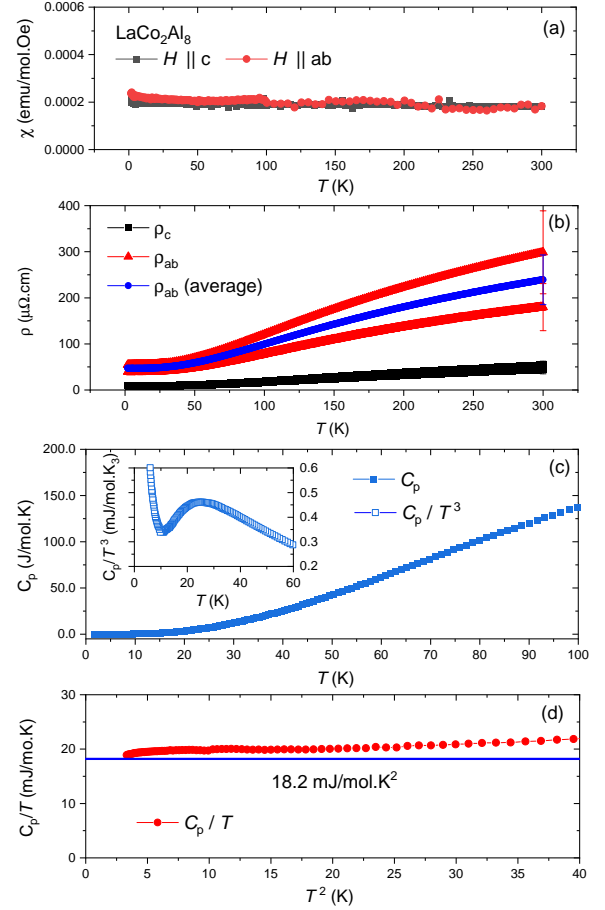 0.0006
0.0004
0.0002
0.0000
χ (emu/mol.Oe)
LaCo₂Al₈
(a)
H || c
H || ab
0 50 100 150 200 250 300
T (K)
400
300
200
100
0
ρ (μΩ.cm)
(b)
ρc
ρab
ρab (average)
0 50 100 150 200 250 300
T (K)
200.0
150.0
100.0
50.0
0.0
Cp (J/mol.K)
(c)
Cp
Cp / T³
0.6
0.5
0.4
0.3
0.2
Cp/T³ (mJ/mol.K₃)
0 20 40 60
T (K)
0 10 20 30 40 50 60 70 80 90 100
T (K)
30
20
10
0
Cp/T (mJ/mo.K)
(d)
18.2 mJ/mol.K²
Cp / T
0 5 10 15 20 25 30 35 40
T² (K)